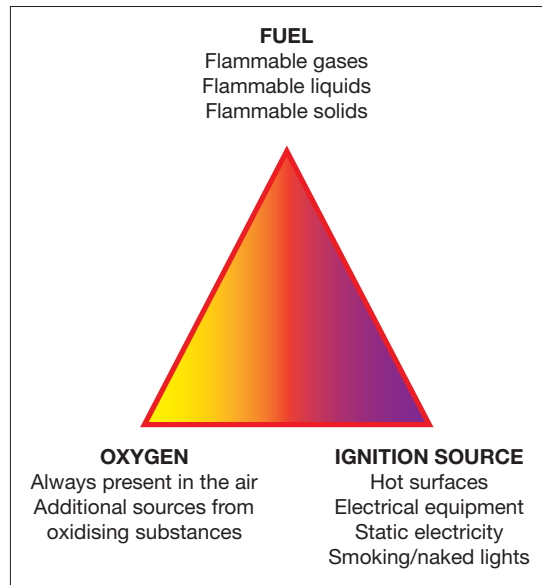 FUEL
Flammable gases
Flammable liquids
Flammable solids
OXYGEN
Always present in the air
Additional sources from
oxidising substances
IGNITION SOURCE
Hot surfaces
Electrical equipment
Static electricity
Smoking/naked lights